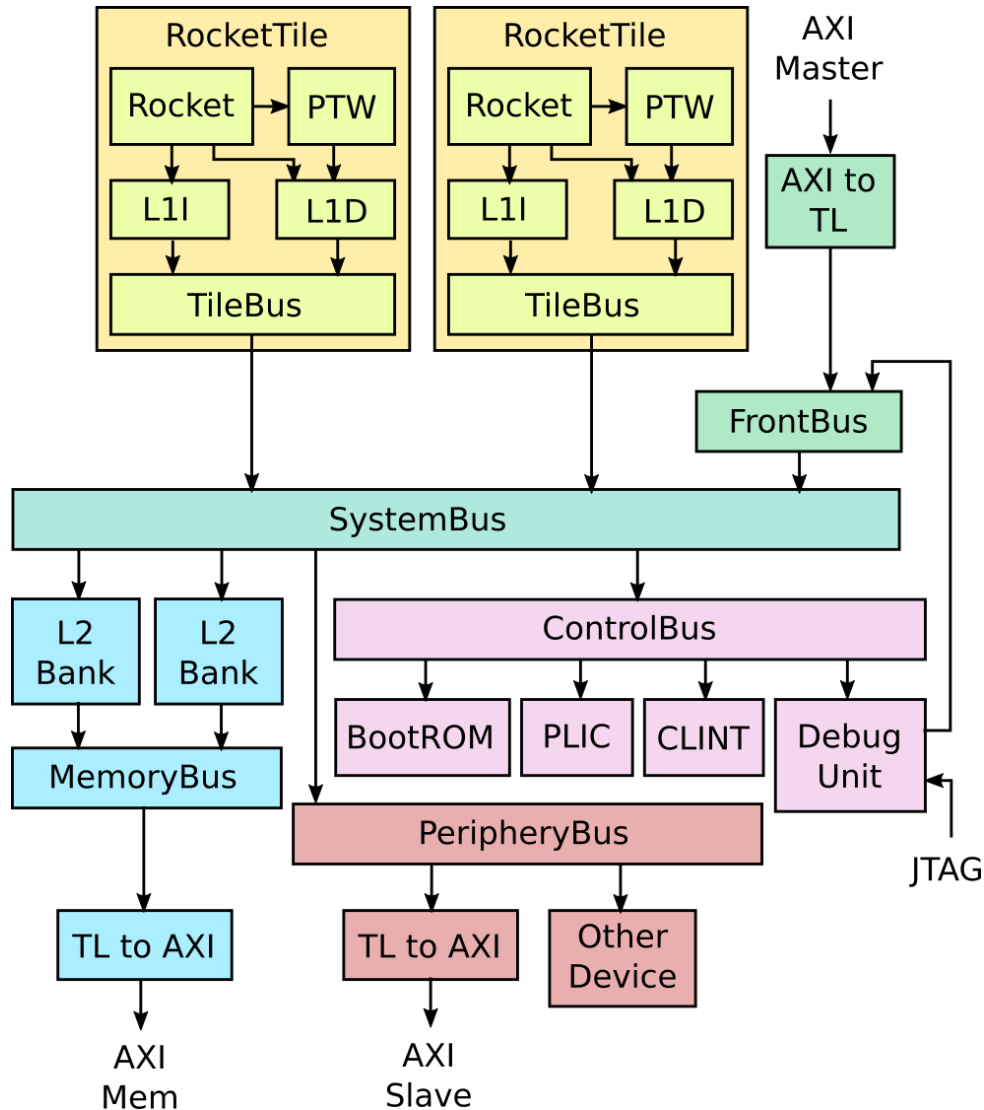 RocketTile
RocketTile
AXI
Master
Rocket
PTW
Rocket
PTW
AXI to
TL
L1I
L1D
L1I
L1D
TileBus
TileBus
FrontBus
SystemBus
L2
Bank
L2
Bank
ControlBus
BootROM
PLIC
CLINT
Debug
Unit
MemoryBus
PeripheryBus
JTAG
TL to AXI
TL to AXI
Other
Device
AXI
Mem
AXI
Slave